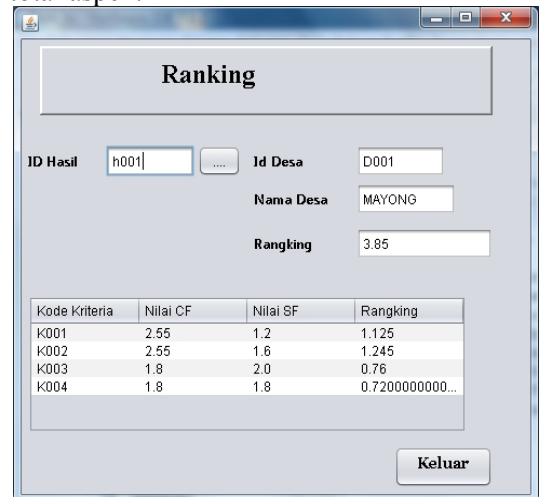 Ranking
ID Hasil h001 .... Id Desa D001
Nama Desa MAYONG
Rangking 3.85
Kode Kriteria Nilai CF Nilai SF Rangking
K001 2.55 1.2 1.125
K002 2.55 1.6 1.245
K003 1.8 2.0 0.76
K004 1.8 1.8 0.7200000000...
Keluar